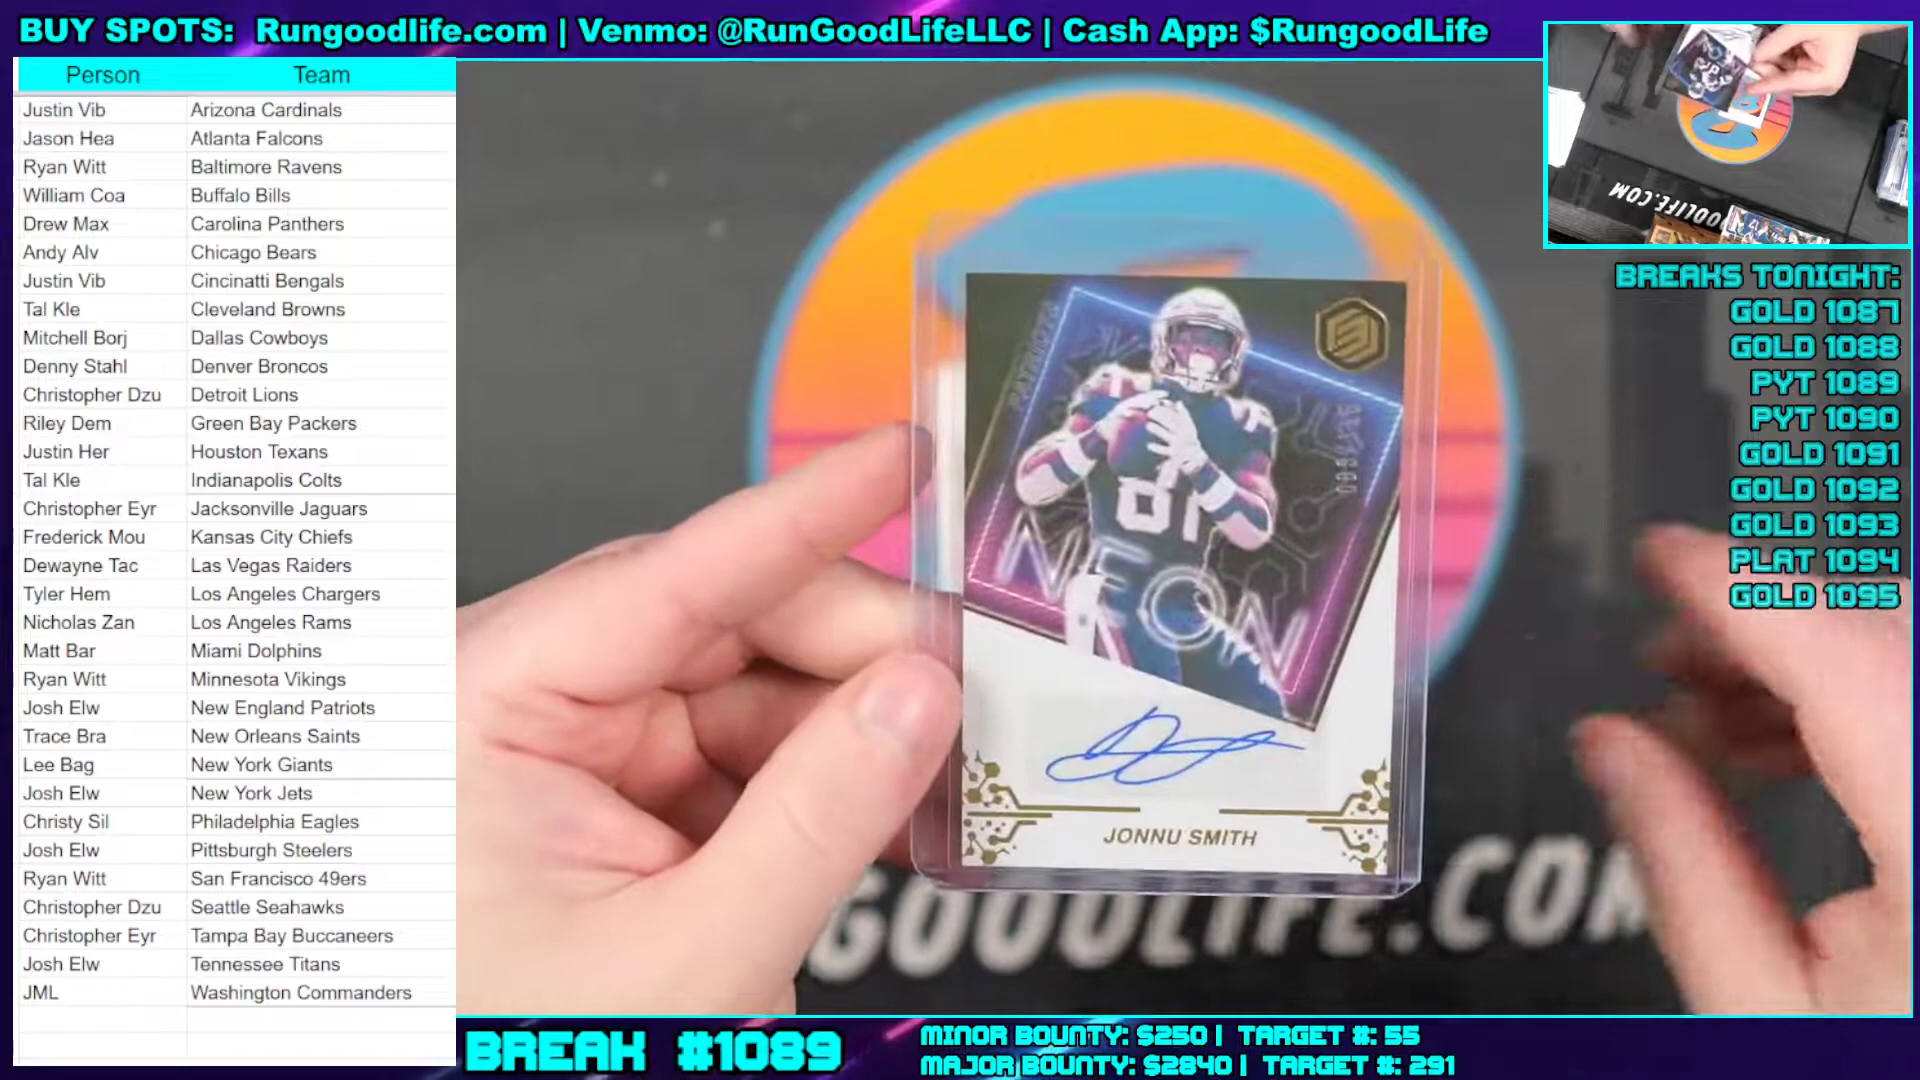 BUY SPOTS: Rungoodlife.com | Venmo: @RunGoodLifeLLC | Cash App: $RungoodLife
Person Team
Justin Vib Arizona Cardinals
Jason Hea Atlanta Falcons
Ryan Witt Baltimore Ravens
William Coa Buffalo Bills
Drew Max Carolina Panthers
Andy Alv Chicago Bears
Justin Vib Cincinatti Bengals
Tal Kle Cleveland Browns
Mitchell Borj Dallas Cowboys
Denny Stahl Denver Broncos
Christopher Dzu Detroit Lions
Riley Dem Green Bay Packers
Justin Her Houston Texans
Tal Kle Indianapolis Colts
Christopher Eyr Jacksonville Jaguars
Frederick Mou Kansas City Chiefs
Dewayne Tac Las Vegas Raiders
Tyler Hem Los Angeles Chargers
Nicholas Zan Los Angeles Rams
Matt Bar Miami Dolphins
Ryan Witt Minnesota Vikings
Josh Elw New England Patriots
Trace Bra New Orleans Saints
Lee Bag New York Giants
Josh Elw New York Jets
Christy Sil Philadelphia Eagles
Josh Elw Pittsburgh Steelers
Ryan Witt San Francisco 49ers
Christopher Dzu Seattle Seahawks
Christopher Eyr Tampa Bay Buccaneers
Josh Elw Tennessee Titans
JML Washington Commanders
PATRIOTS
81
NEON
JONNU SMITH
GOODLIFE.COM
GOODLIFE.COM
BREAKS TONIGHT:
GOLD 1087
GOLD 1088
PYT 1089
PYT 1090
GOLD 1091
GOLD 1092
GOLD 1093
PLAT 1094
GOLD 1095
BREAK #1089
MINOR BOUNTY: $250 | TARGET #: 55
MAJOR BOUNTY: $2840 | TARGET #: 291